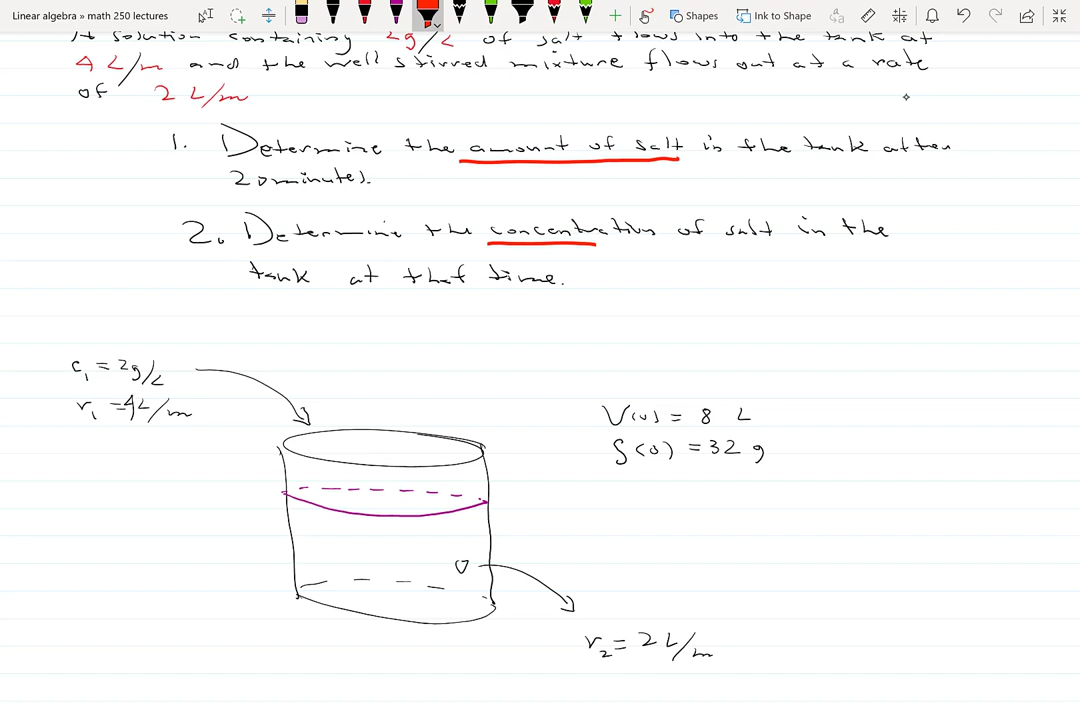 Linear algebra » math 250 lectures
Shapes
Ink to Shape
A solution containing 2g/L of salt flows into the tank at
4 L/m and the well stirred mixture flows out at a rate
of 2 L/m
1. Determine the amount of salt in the tank after
20 minutes.
2. Determine the concentration of salt in the
tank at that time.
c₁ = 2g/L
r₁ = 4L/m
V(0) = 8 L
S(0) = 32 g
r₂ = 2 L/m